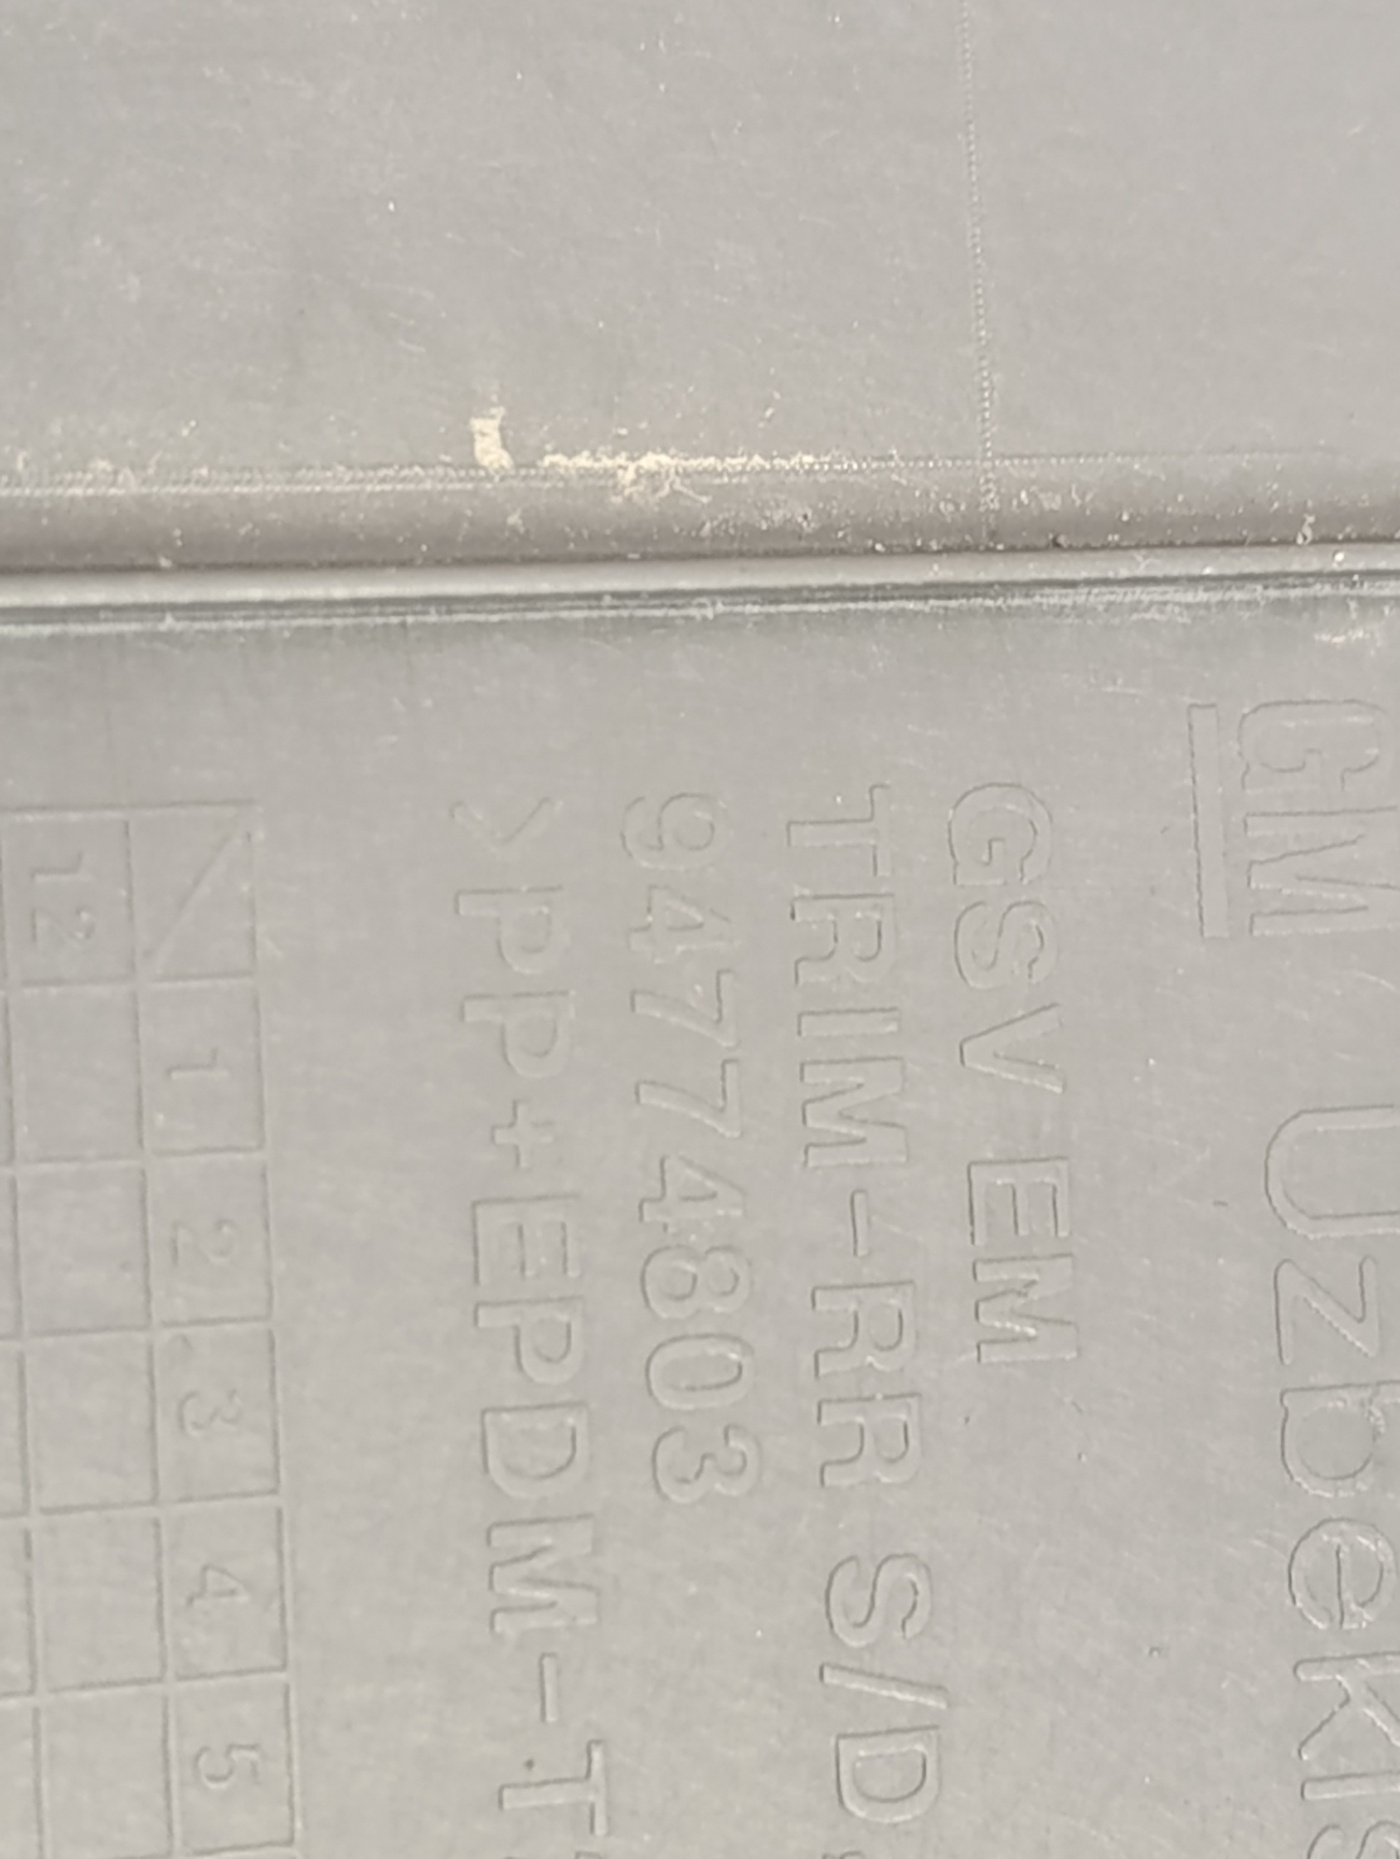 GM Uzbekis
GSV EM
TRIM-RR S/D
94774803
>PP+EPDM-T
1 2 3 4 5
12